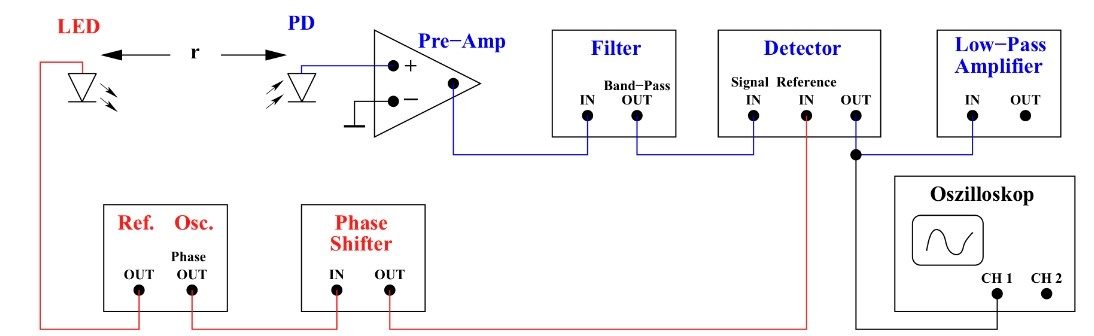 LED
r
PD
Pre−Amp
+
−
Filter
Band−Pass
IN OUT
Detector
Signal Reference
IN IN OUT
Low−Pass
Amplifier
IN OUT
Ref. Osc.
Phase
OUT OUT
Phase
Shifter
IN OUT
Oszilloskop
CH 1 CH 2